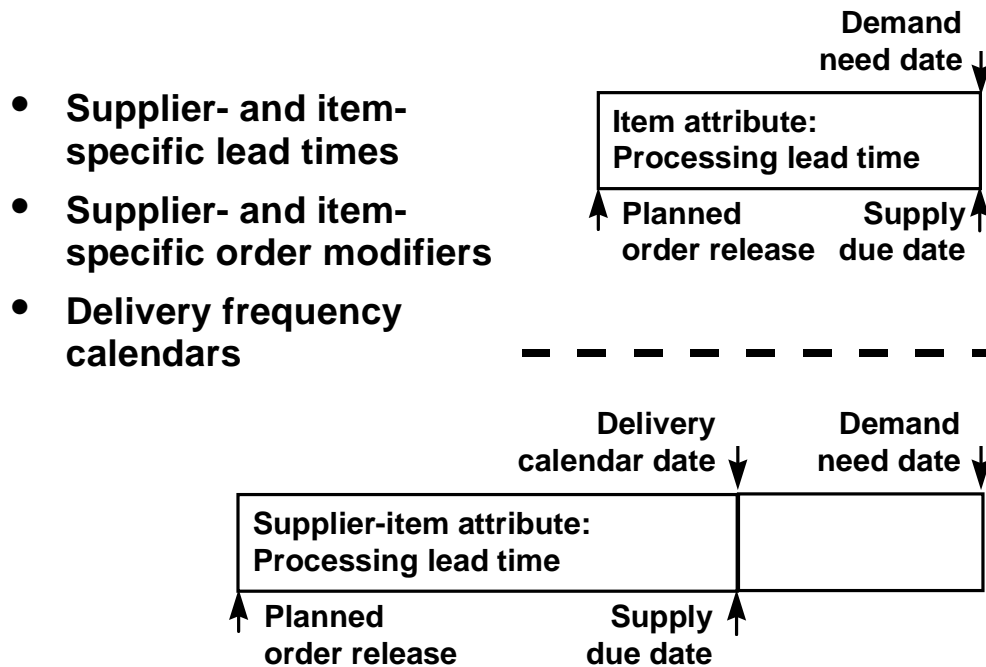 • Supplier- and item-
specific lead times
• Supplier- and item-
specific order modifiers
• Delivery frequency
calendars
Demand
need date
Item attribute:
Processing lead time
Planned
order release
Supply
due date
Delivery
calendar date
Demand
need date
Supplier-item attribute:
Processing lead time
Planned
order release
Supply
due date